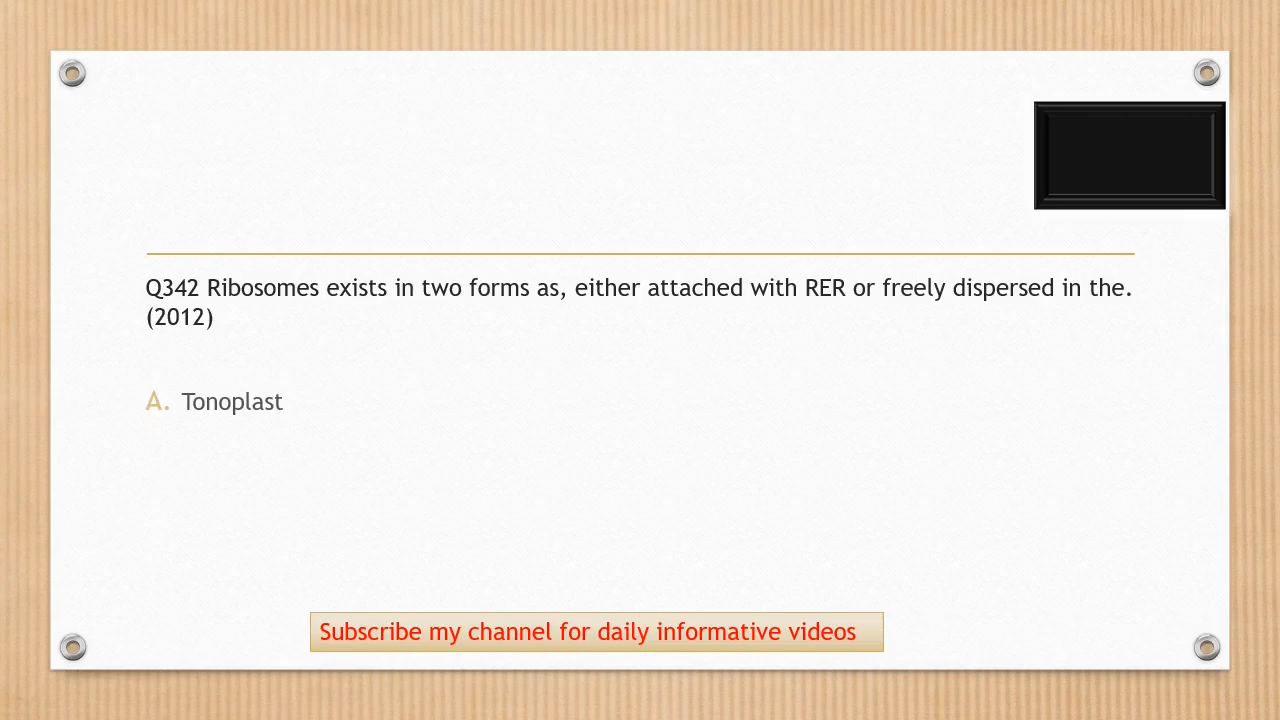 Q342 Ribosomes exists in two forms as, either attached with RER or freely dispersed in the.
(2012)
A. Tonoplast
Subscribe my channel for daily informative videos